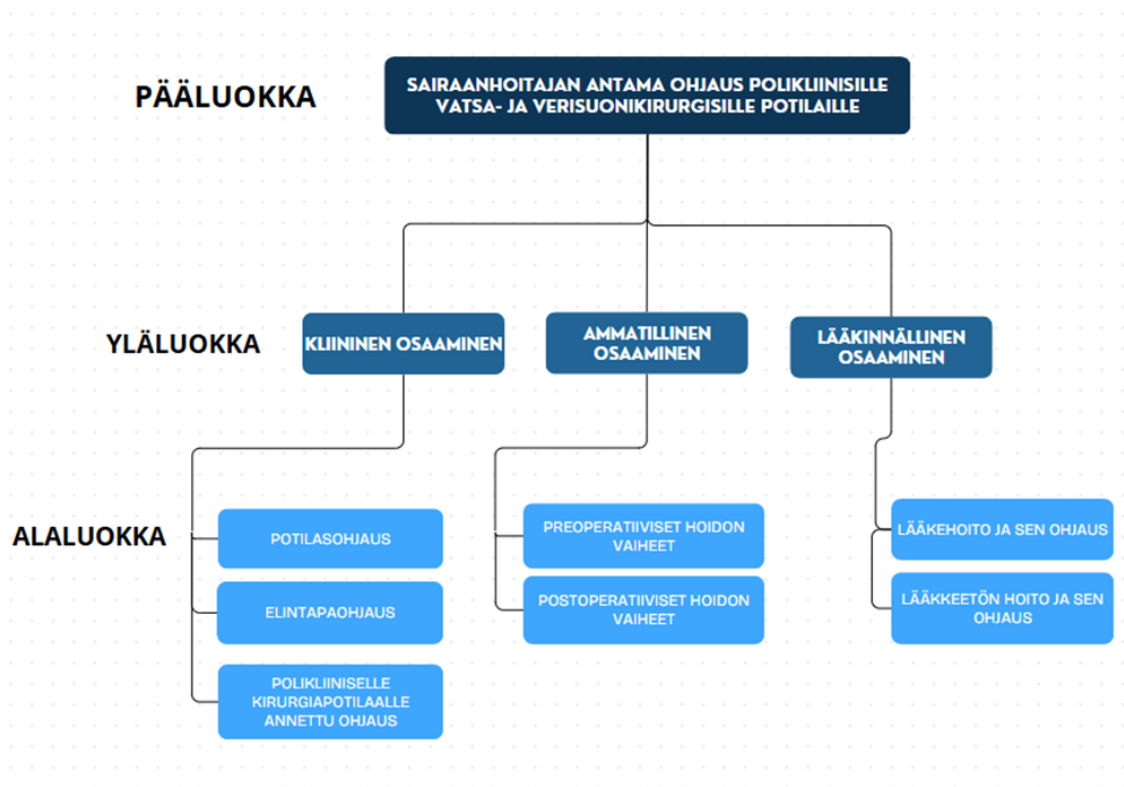 PÄÄLUOKKA
SAIRAANHOITAJAN ANTAMA OHJAUS POLIKLIINISILLE
VATSA- JA VERISUONIKIRURGISILLE POTILAILLE
YLÄLUOKKA
KLIININEN OSAAMINEN
AMMATILLINEN
OSAAMINEN
LÄÄKINNÄLLINEN
OSAAMINEN
ALALUOKKA
POTILASOHJAUS
ELINTAPAOHJAUS
POLIKLIINISELLE
KIRURGIAPOTILAALLE
ANNETTU OHJAUS
PREOPERATIIVISET HOIDON
VAIHEET
POSTOPERATIIVISET HOIDON
VAIHEET
LÄÄKEHOITO JA SEN OHJAUS
LÄÄKKEETÖN HOITO JA SEN
OHJAUS